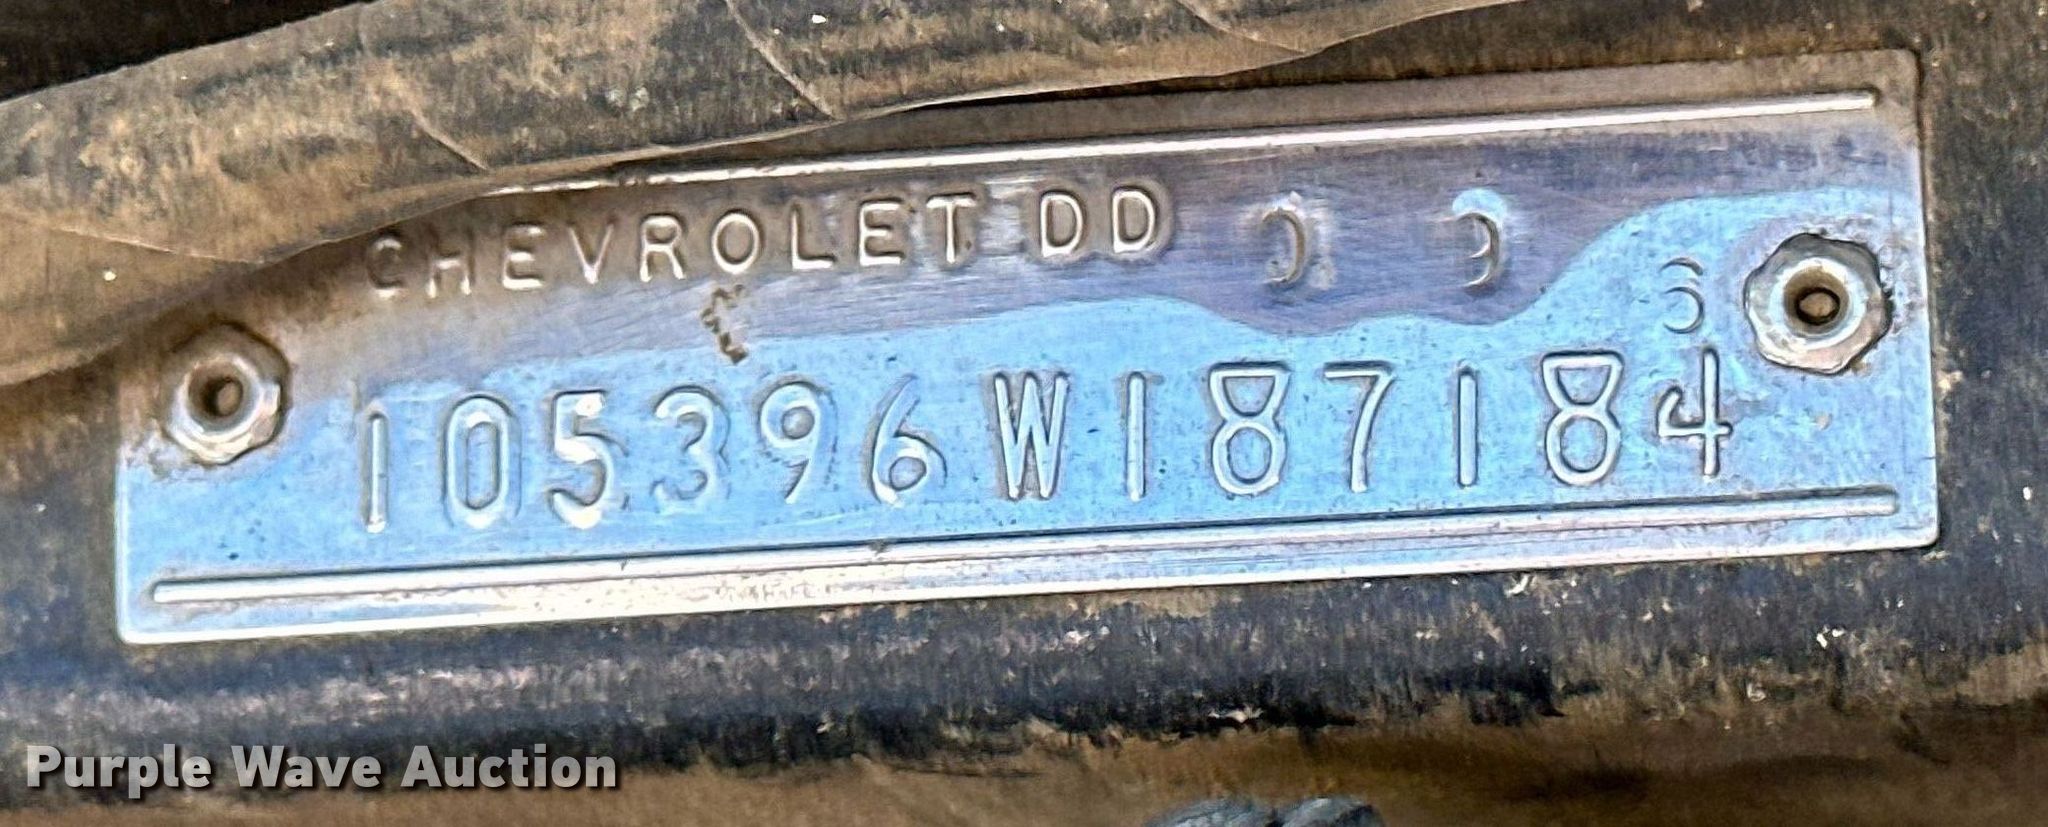 CHEVROLET DD
105396W187184
Purple Wave Auction